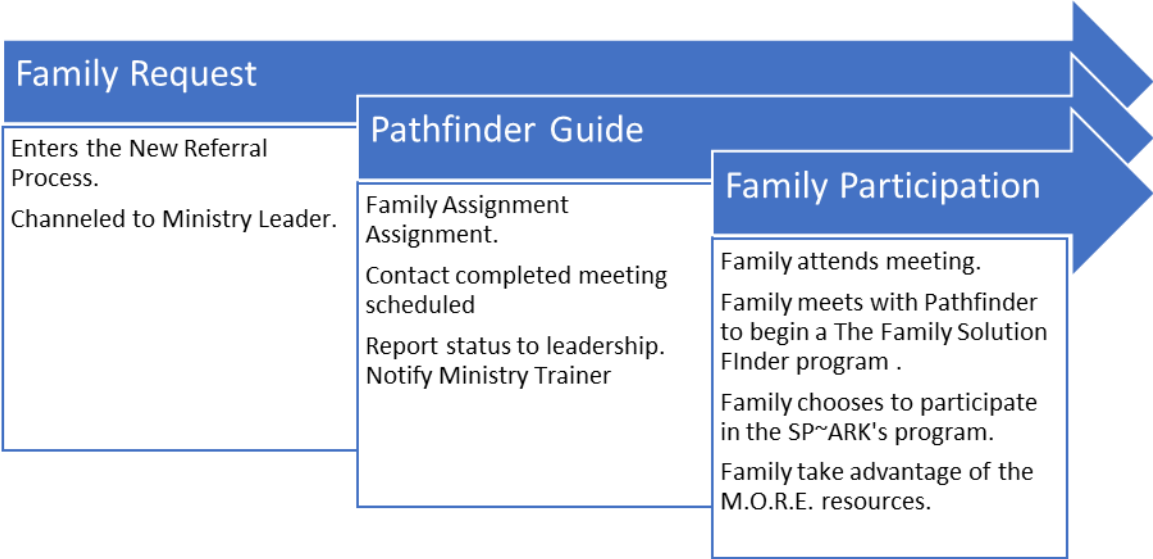 Family Request
Enters the New Referral
Process.
Channeled to Ministry Leader.
Pathfinder Guide
Family Assignment
Assignment.
Contact completed meeting
scheduled
Report status to leadership.
Notify Ministry Trainer
Family Participation
Family attends meeting.
Family meets with Pathfinder
to begin a The Family Solution
FInder program .
Family chooses to participate
in the SP~ARK's program.
Family take advantage of the
M.O.R.E. resources.